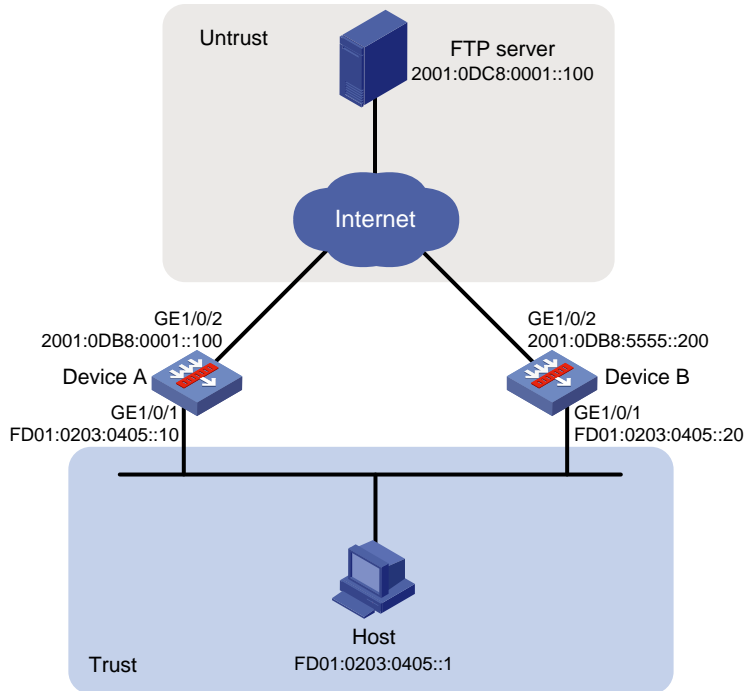 Untrust
FTP server
2001:0DC8:0001::100
Internet
GE1/0/2
2001:0DB8:0001::100
Device A
GE1/0/1
FD01:0203:0405::10
GE1/0/2
2001:0DB8:5555::200
Device B
GE1/0/1
FD01:0203:0405::20
Host
FD01:0203:0405::1
Trust